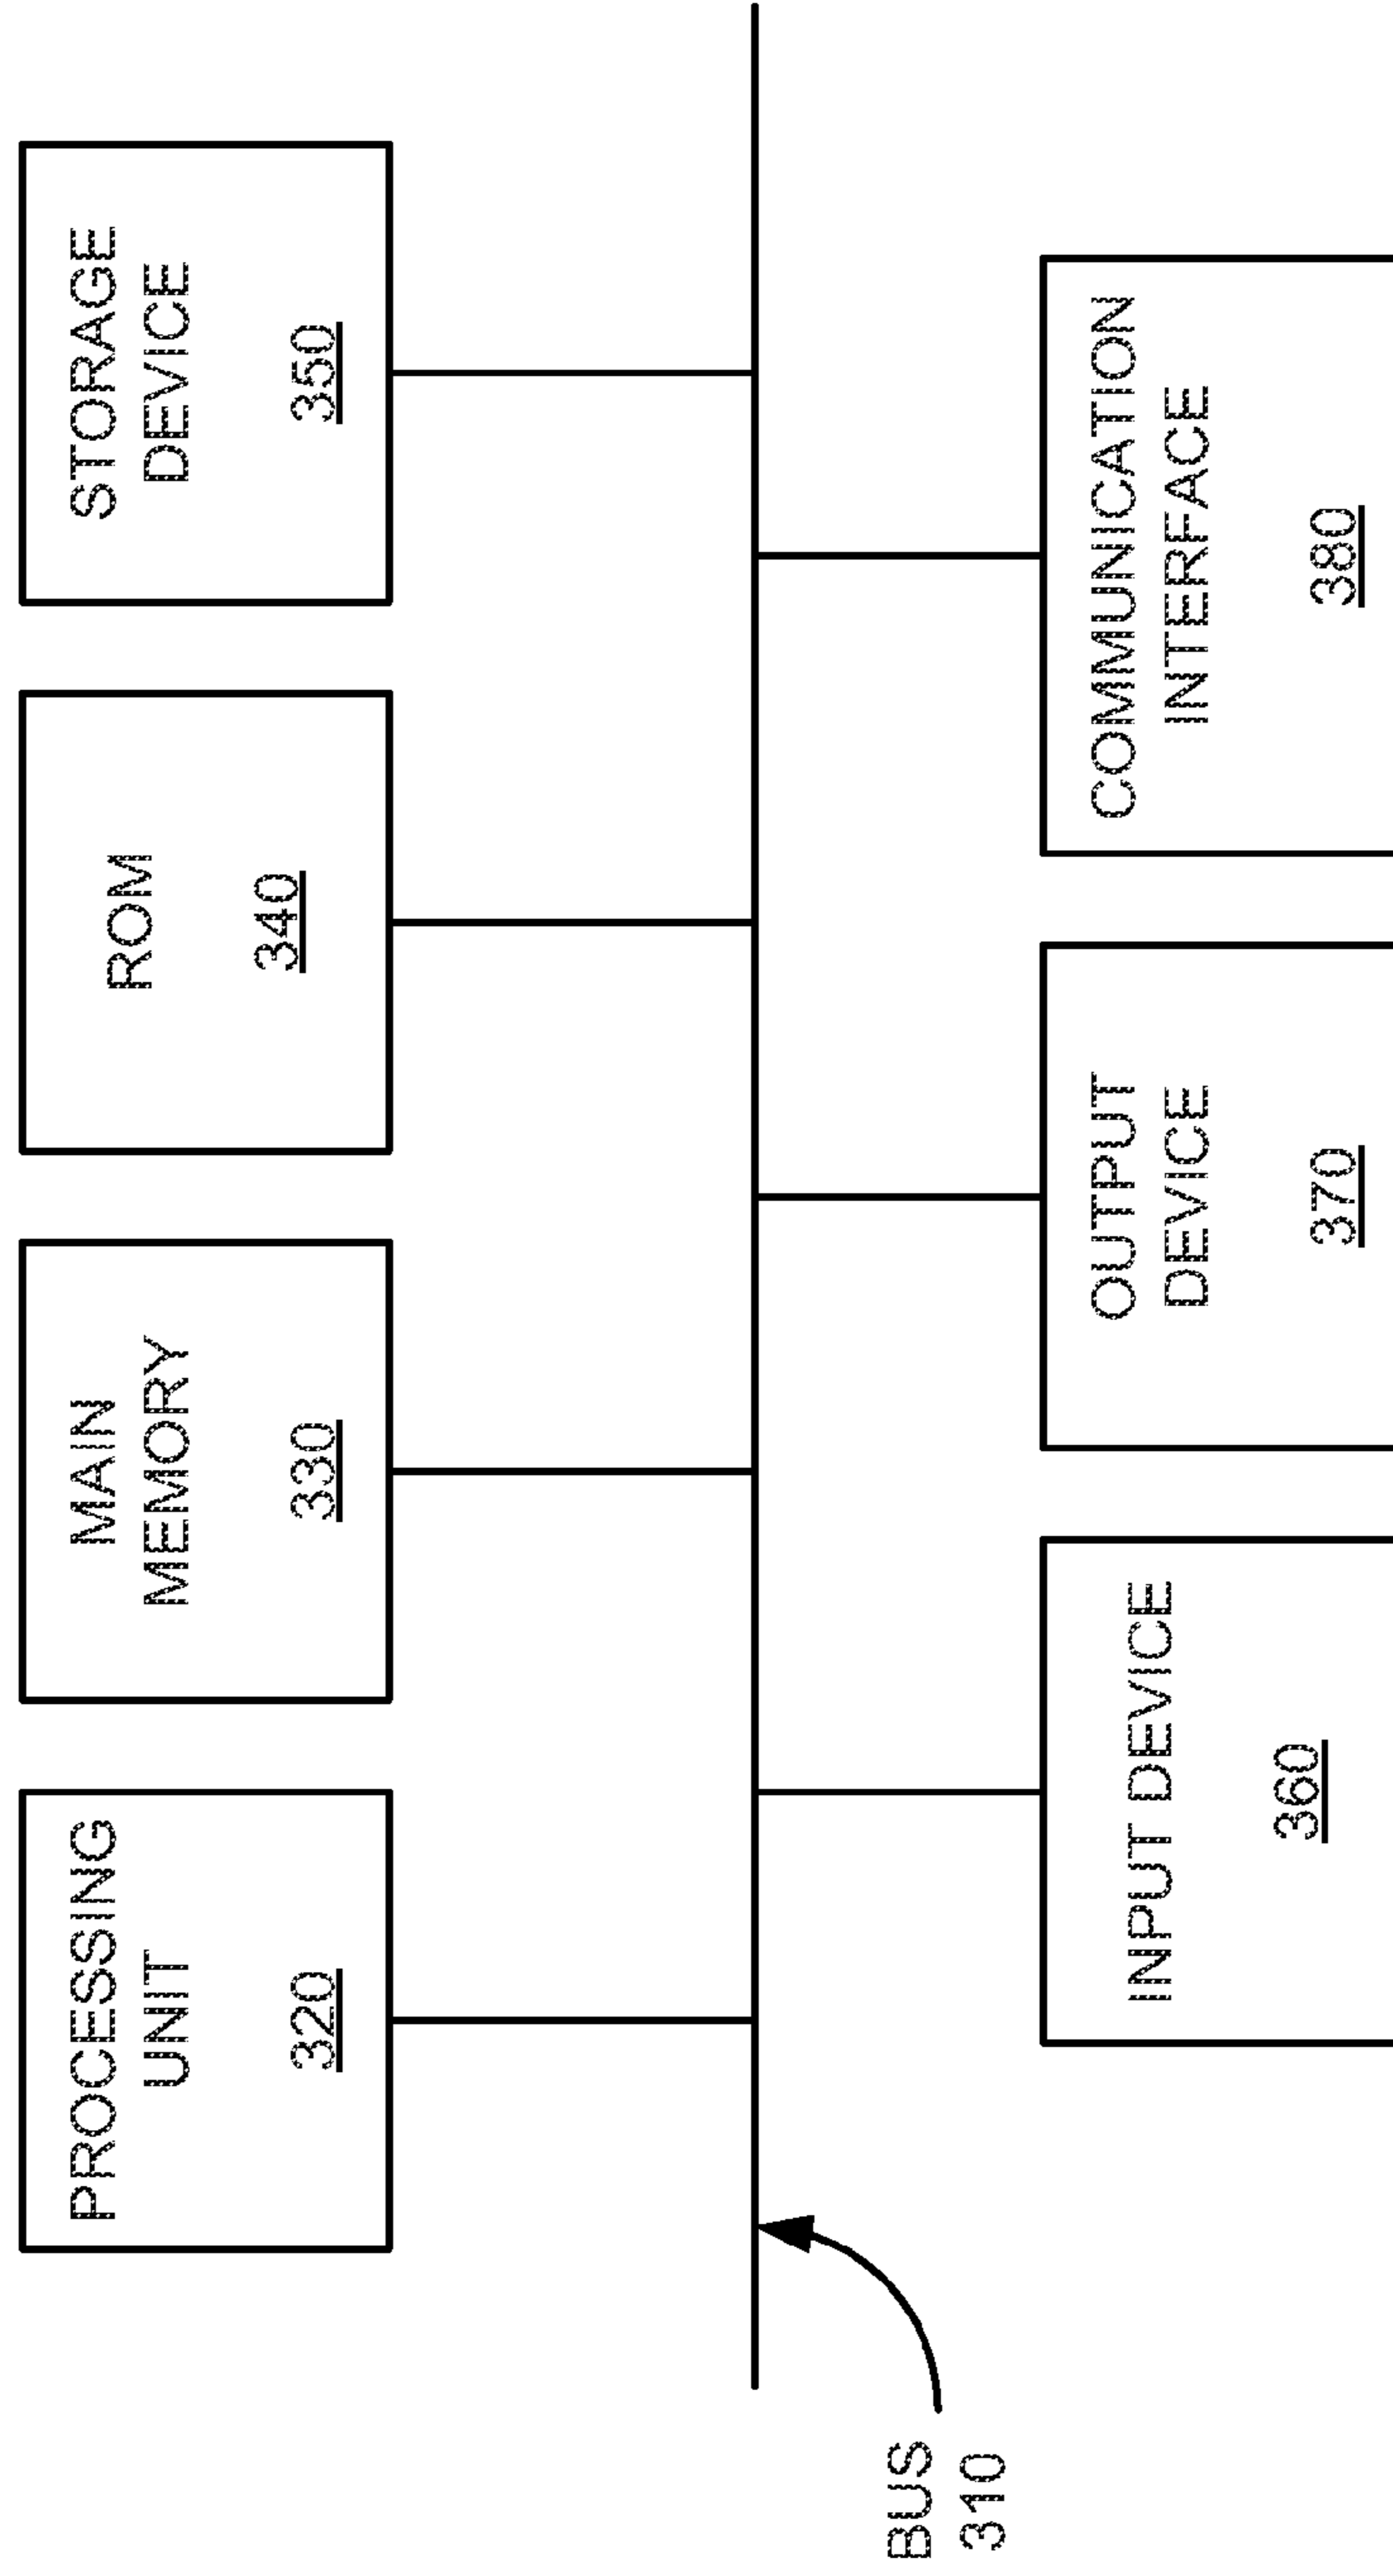 PROCESSING
UNIT
320
MAIN
MEMORY
330
ROM
340
STORAGE
DEVICE
350
BUS
310
INPUT DEVICE
360
OUTPUT
DEVICE
370
COMMUNICATION
INTERFACE
380